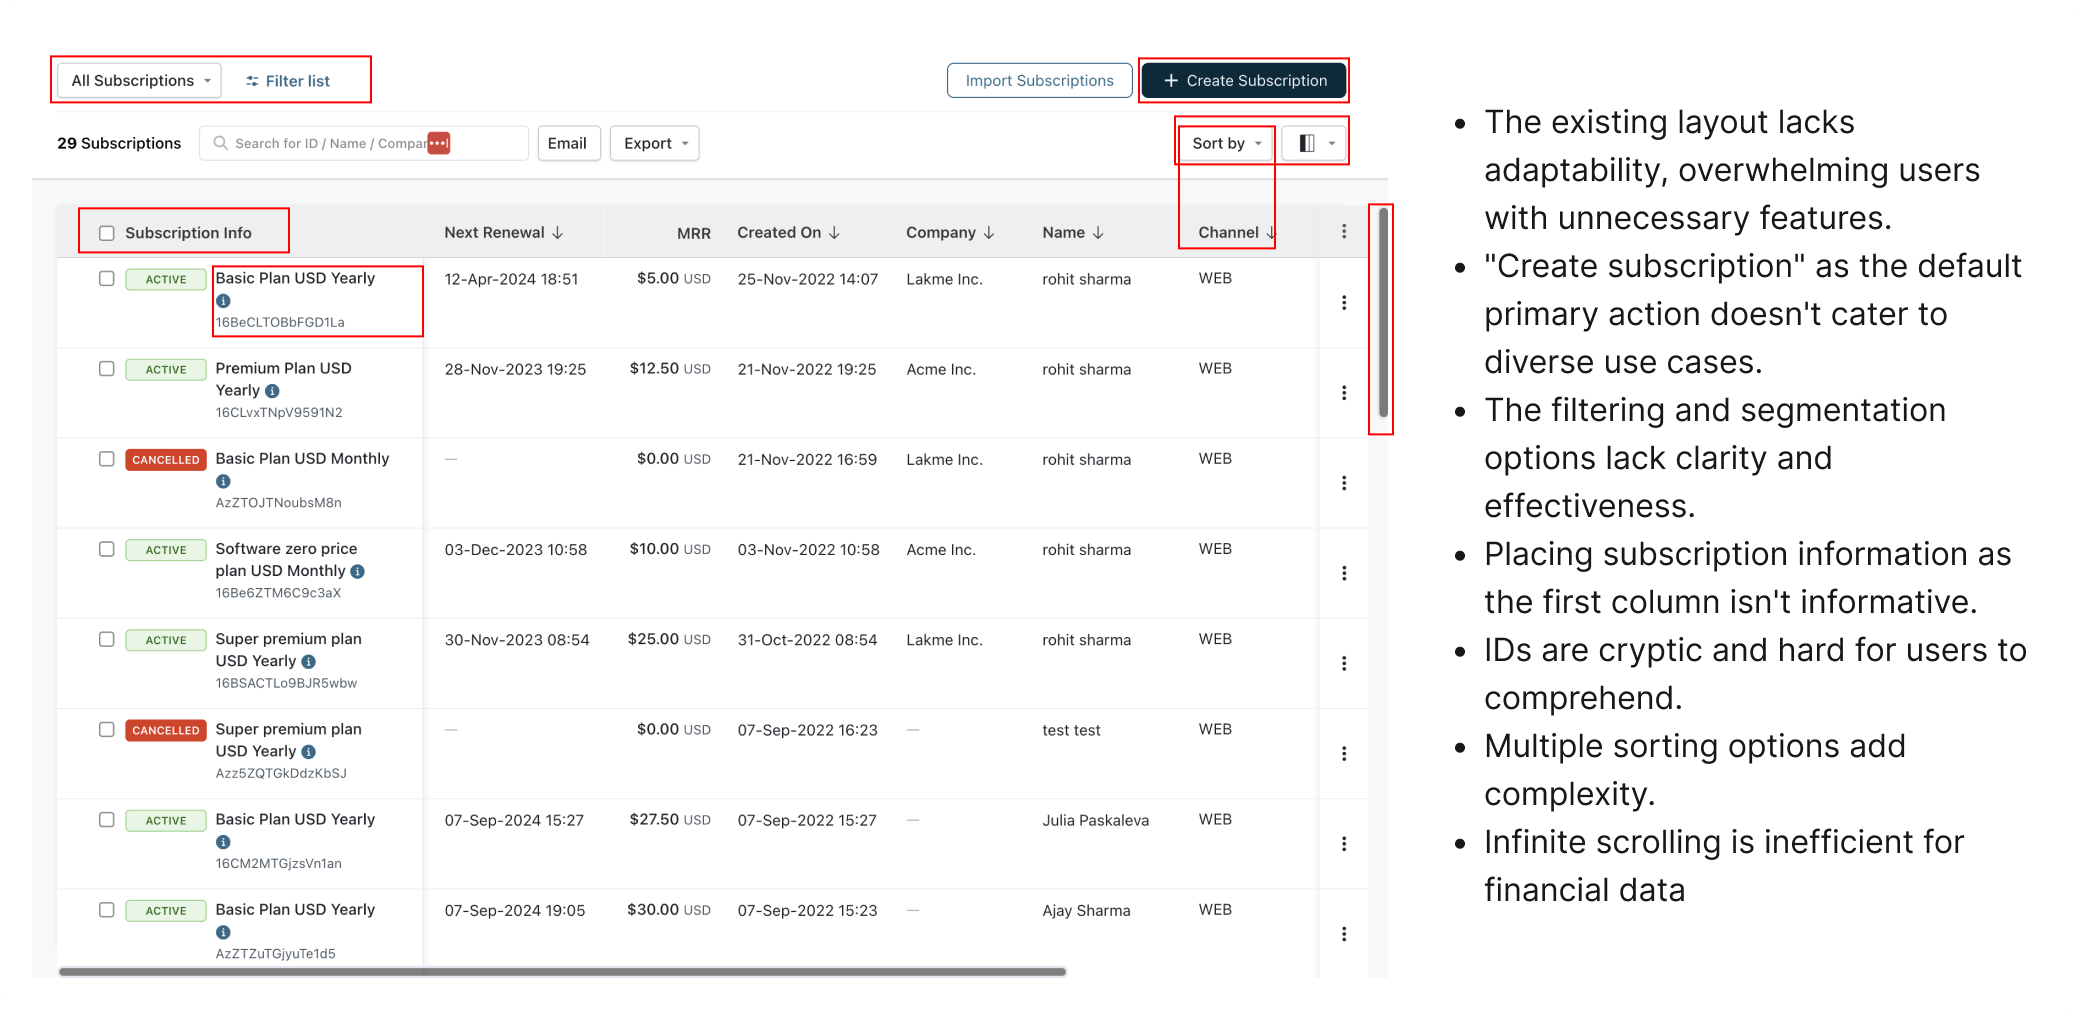 All Subscriptions
Filter list
Import Subscriptions
+ Create Subscription
29 Subscriptions
Search for ID / Name / Compar
Email
Export
Sort by
Subscription Info
Next Renewal ↓
MRR
Created On ↓
Company ↓
Name ↓
Channel ↓
ACTIVE
Basic Plan USD Yearly
16BeCLTOBbFGD1La
12-Apr-2024 18:51
$5.00 USD
25-Nov-2022 14:07
Lakme Inc.
rohit sharma
WEB
ACTIVE
Premium Plan USD
Yearly
16CLvxTNpV9591N2
28-Nov-2023 19:25
$12.50 USD
21-Nov-2022 19:25
Acme Inc.
rohit sharma
WEB
CANCELLED
Basic Plan USD Monthly
AzZTOJTNoubsM8n
—
$0.00 USD
21-Nov-2022 16:59
Lakme Inc.
rohit sharma
WEB
ACTIVE
Software zero price
plan USD Monthly
16Be6ZTM6C9c3aX
03-Dec-2023 10:58
$10.00 USD
03-Nov-2022 10:58
Acme Inc.
rohit sharma
WEB
ACTIVE
Super premium plan
USD Yearly
16BSACTLo9BJR5wbw
30-Nov-2023 08:54
$25.00 USD
31-Oct-2022 08:54
Lakme Inc.
rohit sharma
WEB
CANCELLED
Super premium plan
USD Yearly
Azz5ZQTGkDdzKbSJ
—
$0.00 USD
07-Sep-2022 16:23
—
test test
WEB
ACTIVE
Basic Plan USD Yearly
16CM2MTGjzsVn1an
07-Sep-2024 15:27
$27.50 USD
07-Sep-2022 15:27
—
Julia Paskaleva
WEB
ACTIVE
Basic Plan USD Yearly
AzZTZuTGjyuTe1d5
07-Sep-2024 19:05
$30.00 USD
07-Sep-2022 15:23
—
Ajay Sharma
WEB
• The existing layout lacks
adaptability, overwhelming users
with unnecessary features.
• "Create subscription" as the default
primary action doesn't cater to
diverse use cases.
• The filtering and segmentation
options lack clarity and
effectiveness.
• Placing subscription information as
the first column isn't informative.
• IDs are cryptic and hard for users to
comprehend.
• Multiple sorting options add
complexity.
• Infinite scrolling is inefficient for
financial data